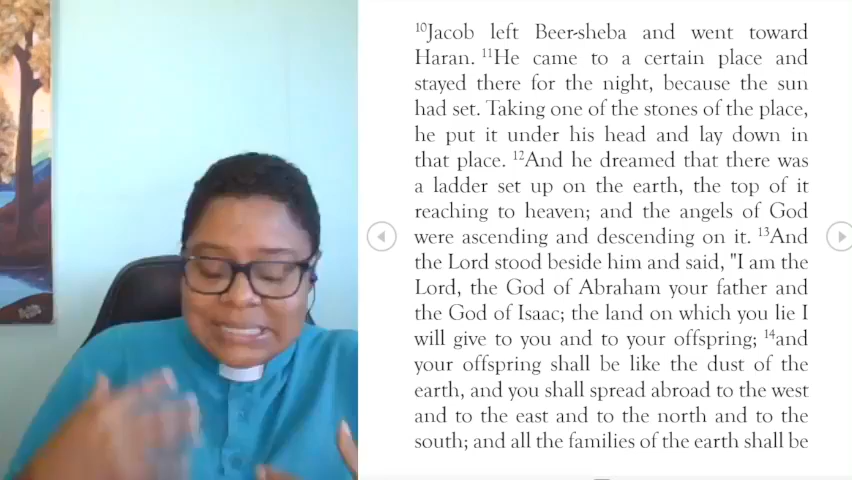 ¹⁰Jacob left Beer-sheba and went toward
Haran. ¹¹He came to a certain place and
stayed there for the night, because the sun
had set. Taking one of the stones of the place,
he put it under his head and lay down in
that place. ¹²And he dreamed that there was
a ladder set up on the earth, the top of it
reaching to heaven; and the angels of God
were ascending and descending on it. ¹³And
the Lord stood beside him and said, "I am the
Lord, the God of Abraham your father and
the God of Isaac; the land on which you lie I
will give to you and to your offspring; ¹⁴and
your offspring shall be like the dust of the
earth, and you shall spread abroad to the west
and to the east and to the north and to the
south; and all the families of the earth shall be